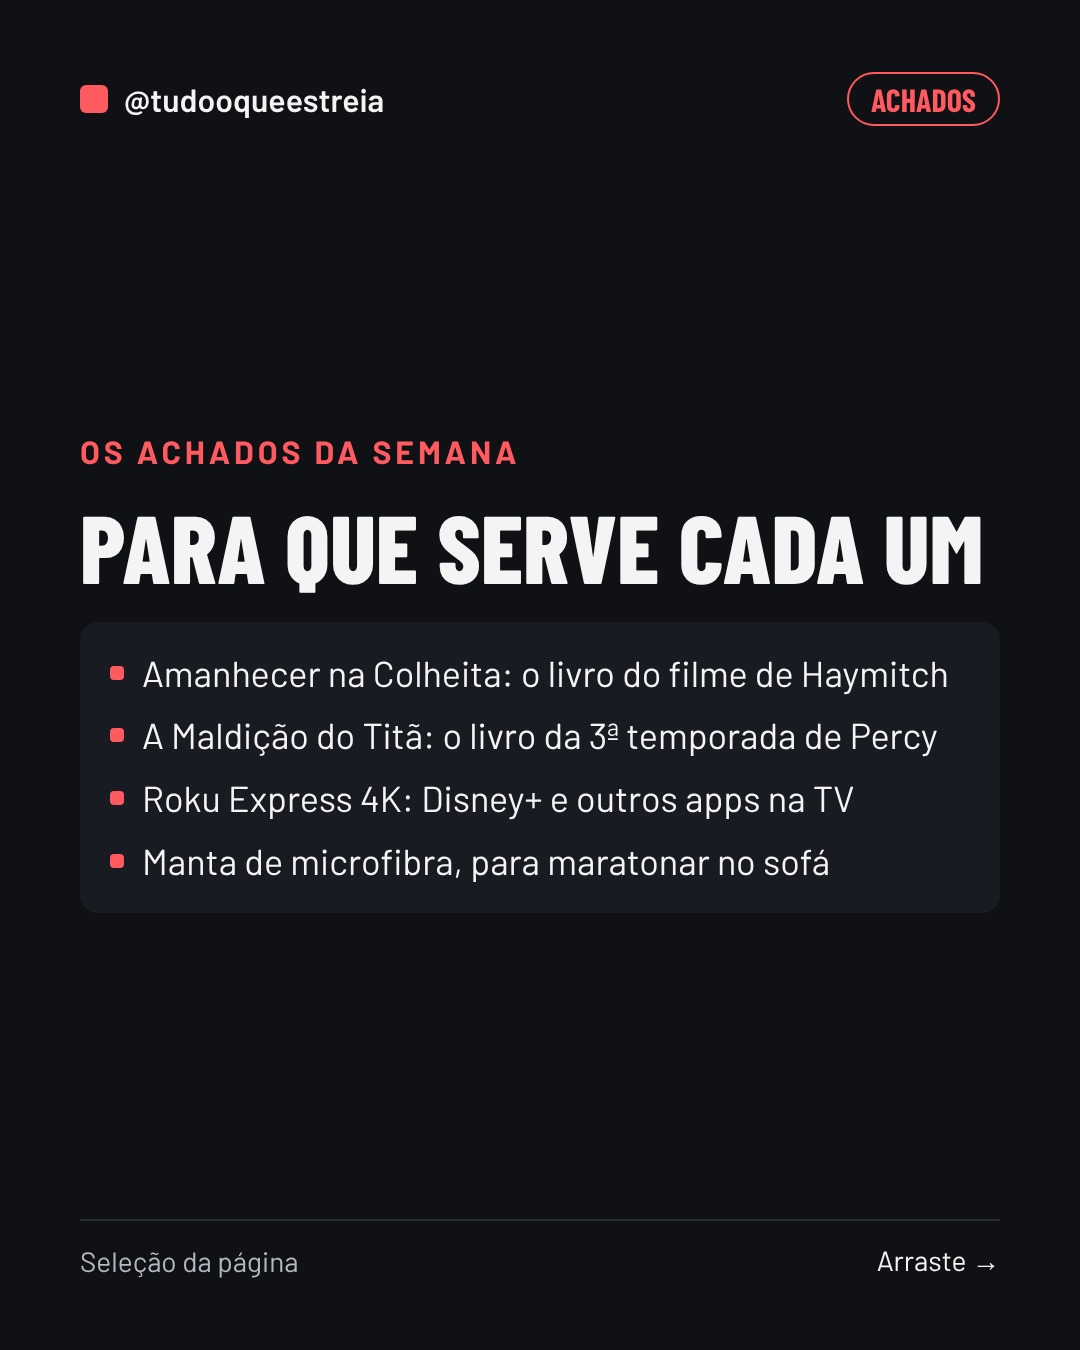 @tudooqueestreia
ACHADOS
OS ACHADOS DA SEMANA
PARA QUE SERVE CADA UM
Amanhecer na Colheita: o livro do filme de Haymitch
A Maldição do Titã: o livro da 3ª temporada de Percy
Roku Express 4K: Disney+ e outros apps na TV
Manta de microfibra, para maratonar no sofá
Seleção da página
Arraste →